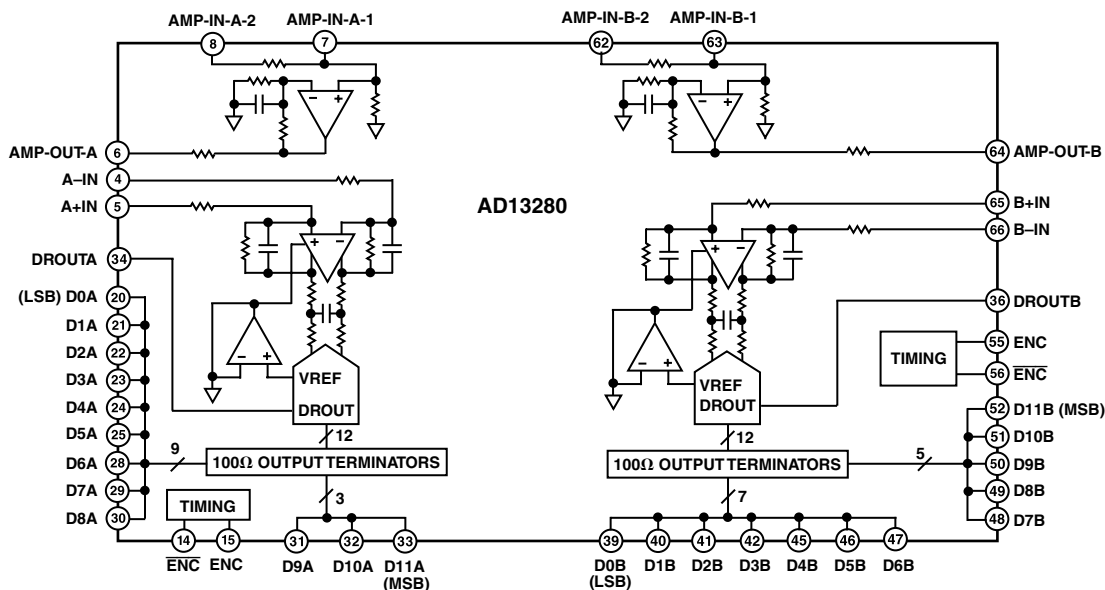 AMP-IN-A-2
AMP-IN-A-1
AMP-IN-B-2
AMP-IN-B-1
8
7
62
63
− +
− +
AMP-OUT-A 6
64 AMP-OUT-B
A−IN 4
A+IN 5
AD13280
65 B+IN
66 B−IN
+ −
+ −
DROUTA 34
36 DROUTB
(LSB) D0A 20
D1A 21
D2A 22
D3A 23
D4A 24
D5A 25
D6A 28
D7A 29
D8A 30
− +
VREF
DROUT
12
9
100Ω OUTPUT TERMINATORS
3
TIMING
14
15
31
32
33
ENC
ENC
D9A
D10A
D11A
(MSB)
− +
VREF
DROUT
12
100Ω OUTPUT TERMINATORS
5
7
TIMING
55 ENC
56 ENC
52 D11B (MSB)
51 D10B
50 D9B
49 D8B
48 D7B
39
40
41
42
45
46
47
D0B
(LSB)
D1B
D2B
D3B
D4B
D5B
D6B